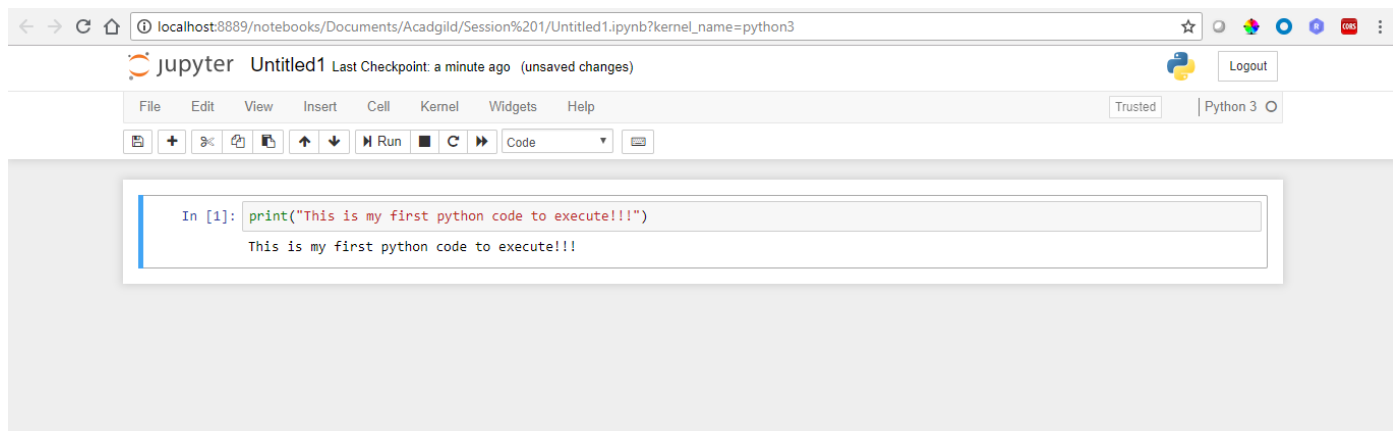 localhost:8889/notebooks/Documents/Acadgild/Session%201/Untitled1.ipynb?kernel_name=python3
R CORS
jupyter Untitled1 Last Checkpoint: a minute ago (unsaved changes) Logout
File Edit View Insert Cell Kernel Widgets Help Trusted Python 3
Run Code
In [1]: print("This is my first python code to execute!!!")
This is my first python code to execute!!!